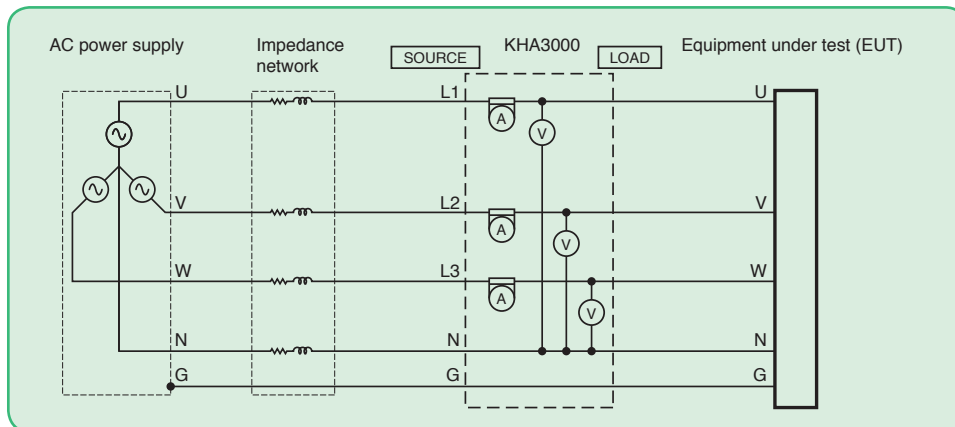 AC power supply
Impedance
network
SOURCE
KHA3000
LOAD
Equipment under test (EUT)
U
L1
U
A
V
V
L2
V
A
V
W
L3
W
A
V
N
N
N
G
G
G